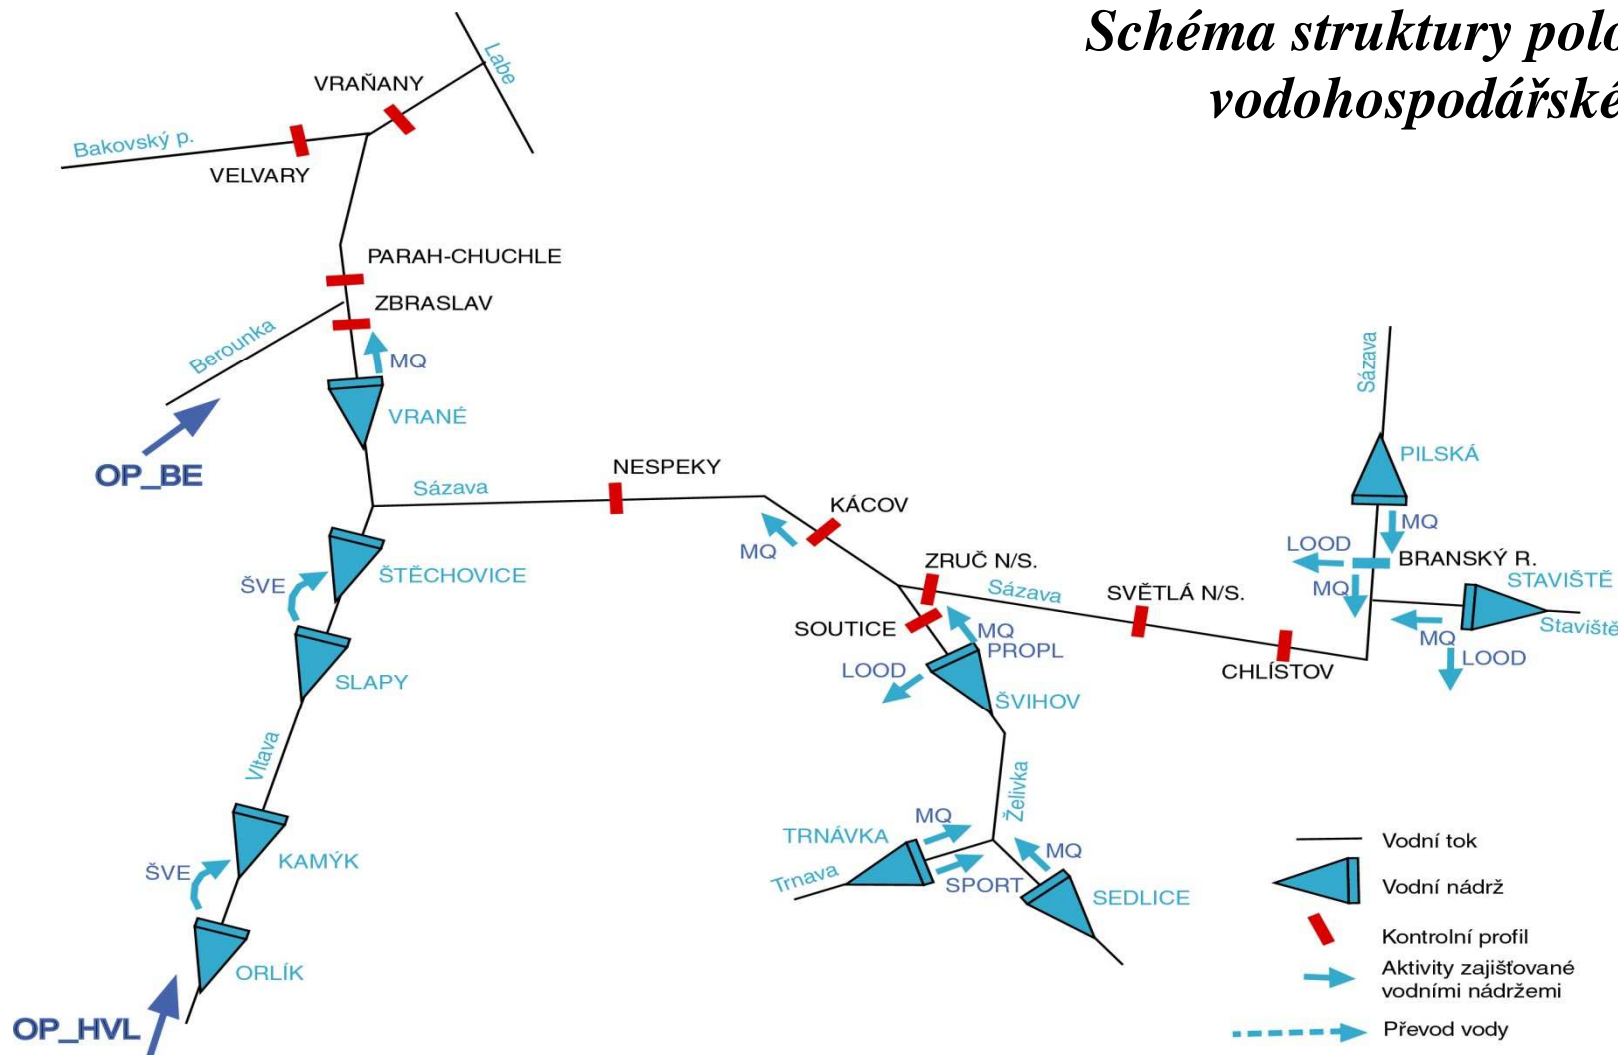 Schéma struktury polo
vodohospodářské
Labe
VRAŇANY
Bakovský p.
VELVARY
PARAH-CHUCHLE
ZBRASLAV
Berounka
MQ
VRANÉ
OP_BE
Sázava
NESPEKY
KÁCOV
MQ
ŠTĚCHOVICE
ŠVE
SLAPY
Vltava
KAMÝK
ŠVE
ORLÍK
OP_HVL
ZRUČ N/S.
Sázava
SVĚTLÁ N/S.
SOUTICE
MQ
PROPL
LOOD
ŠVIHOV
CHLÍSTOV
Sázava
PILSKÁ
MQ
LOOD
BRANSKÝ R.
MQ
STAVIŠTĚ
Staviště
MQ
LOOD
Želivka
MQ
TRNÁVKA
Trnava
SPORT
MQ
SEDLICE
Vodní tok
Vodní nádrž
Kontrolní profil
Aktivity zajišťované
vodními nádržemi
Převod vody